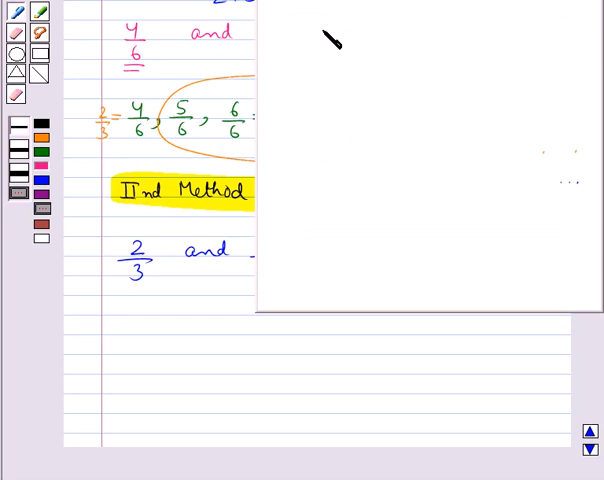 4/6 and
2/3 = 4/6, 5/6, 6/6 =
IInd Method
2/3 and